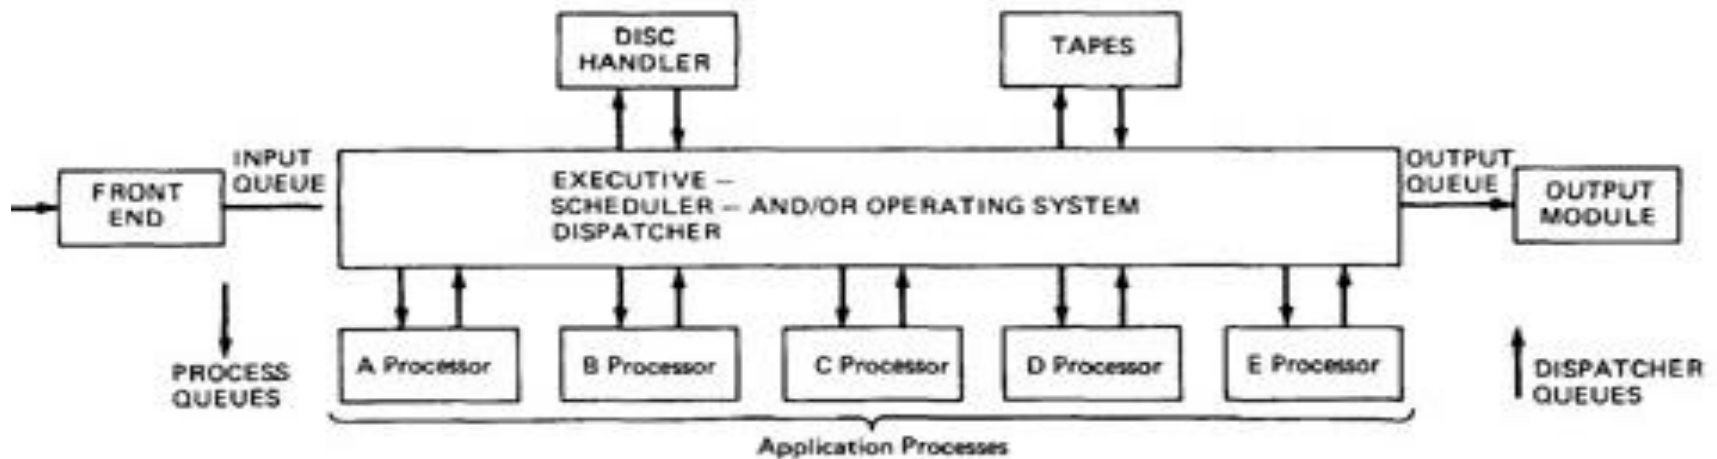 DISC
HANDLER
TAPES
INPUT
QUEUE
FRONT
END
EXECUTIVE –
SCHEDULER – AND/OR OPERATING SYSTEM
DISPATCHER
OUTPUT
QUEUE
OUTPUT
MODULE
A Processor
B Processor
C Processor
D Processor
E Processor
PROCESS
QUEUES
DISPATCHER
QUEUES
Application Processes